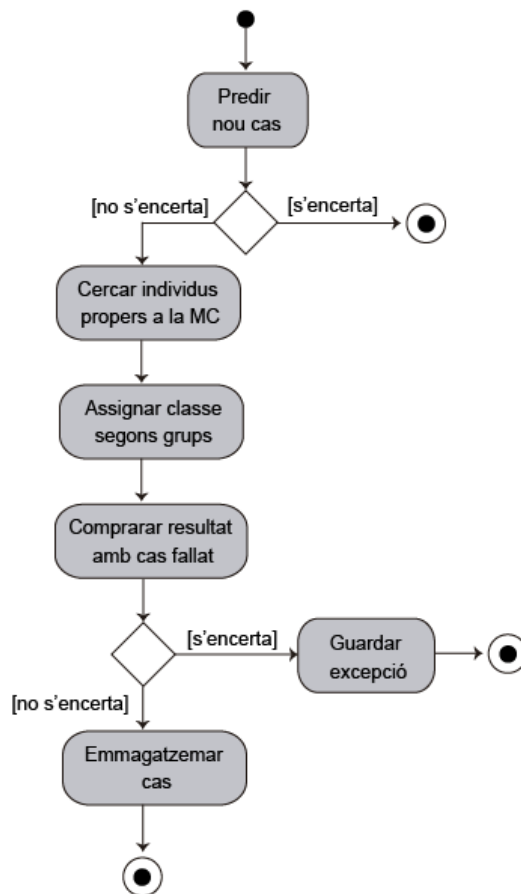 Predir
nou cas
[no s'encerta]
[s'encerta]
Cercar individus
propers a la MC
Assignar classe
segons grups
Comprarar resultat
amb cas fallat
[s'encerta]
Guardar
excepció
[no s'encerta]
Emmagatzemar
cas